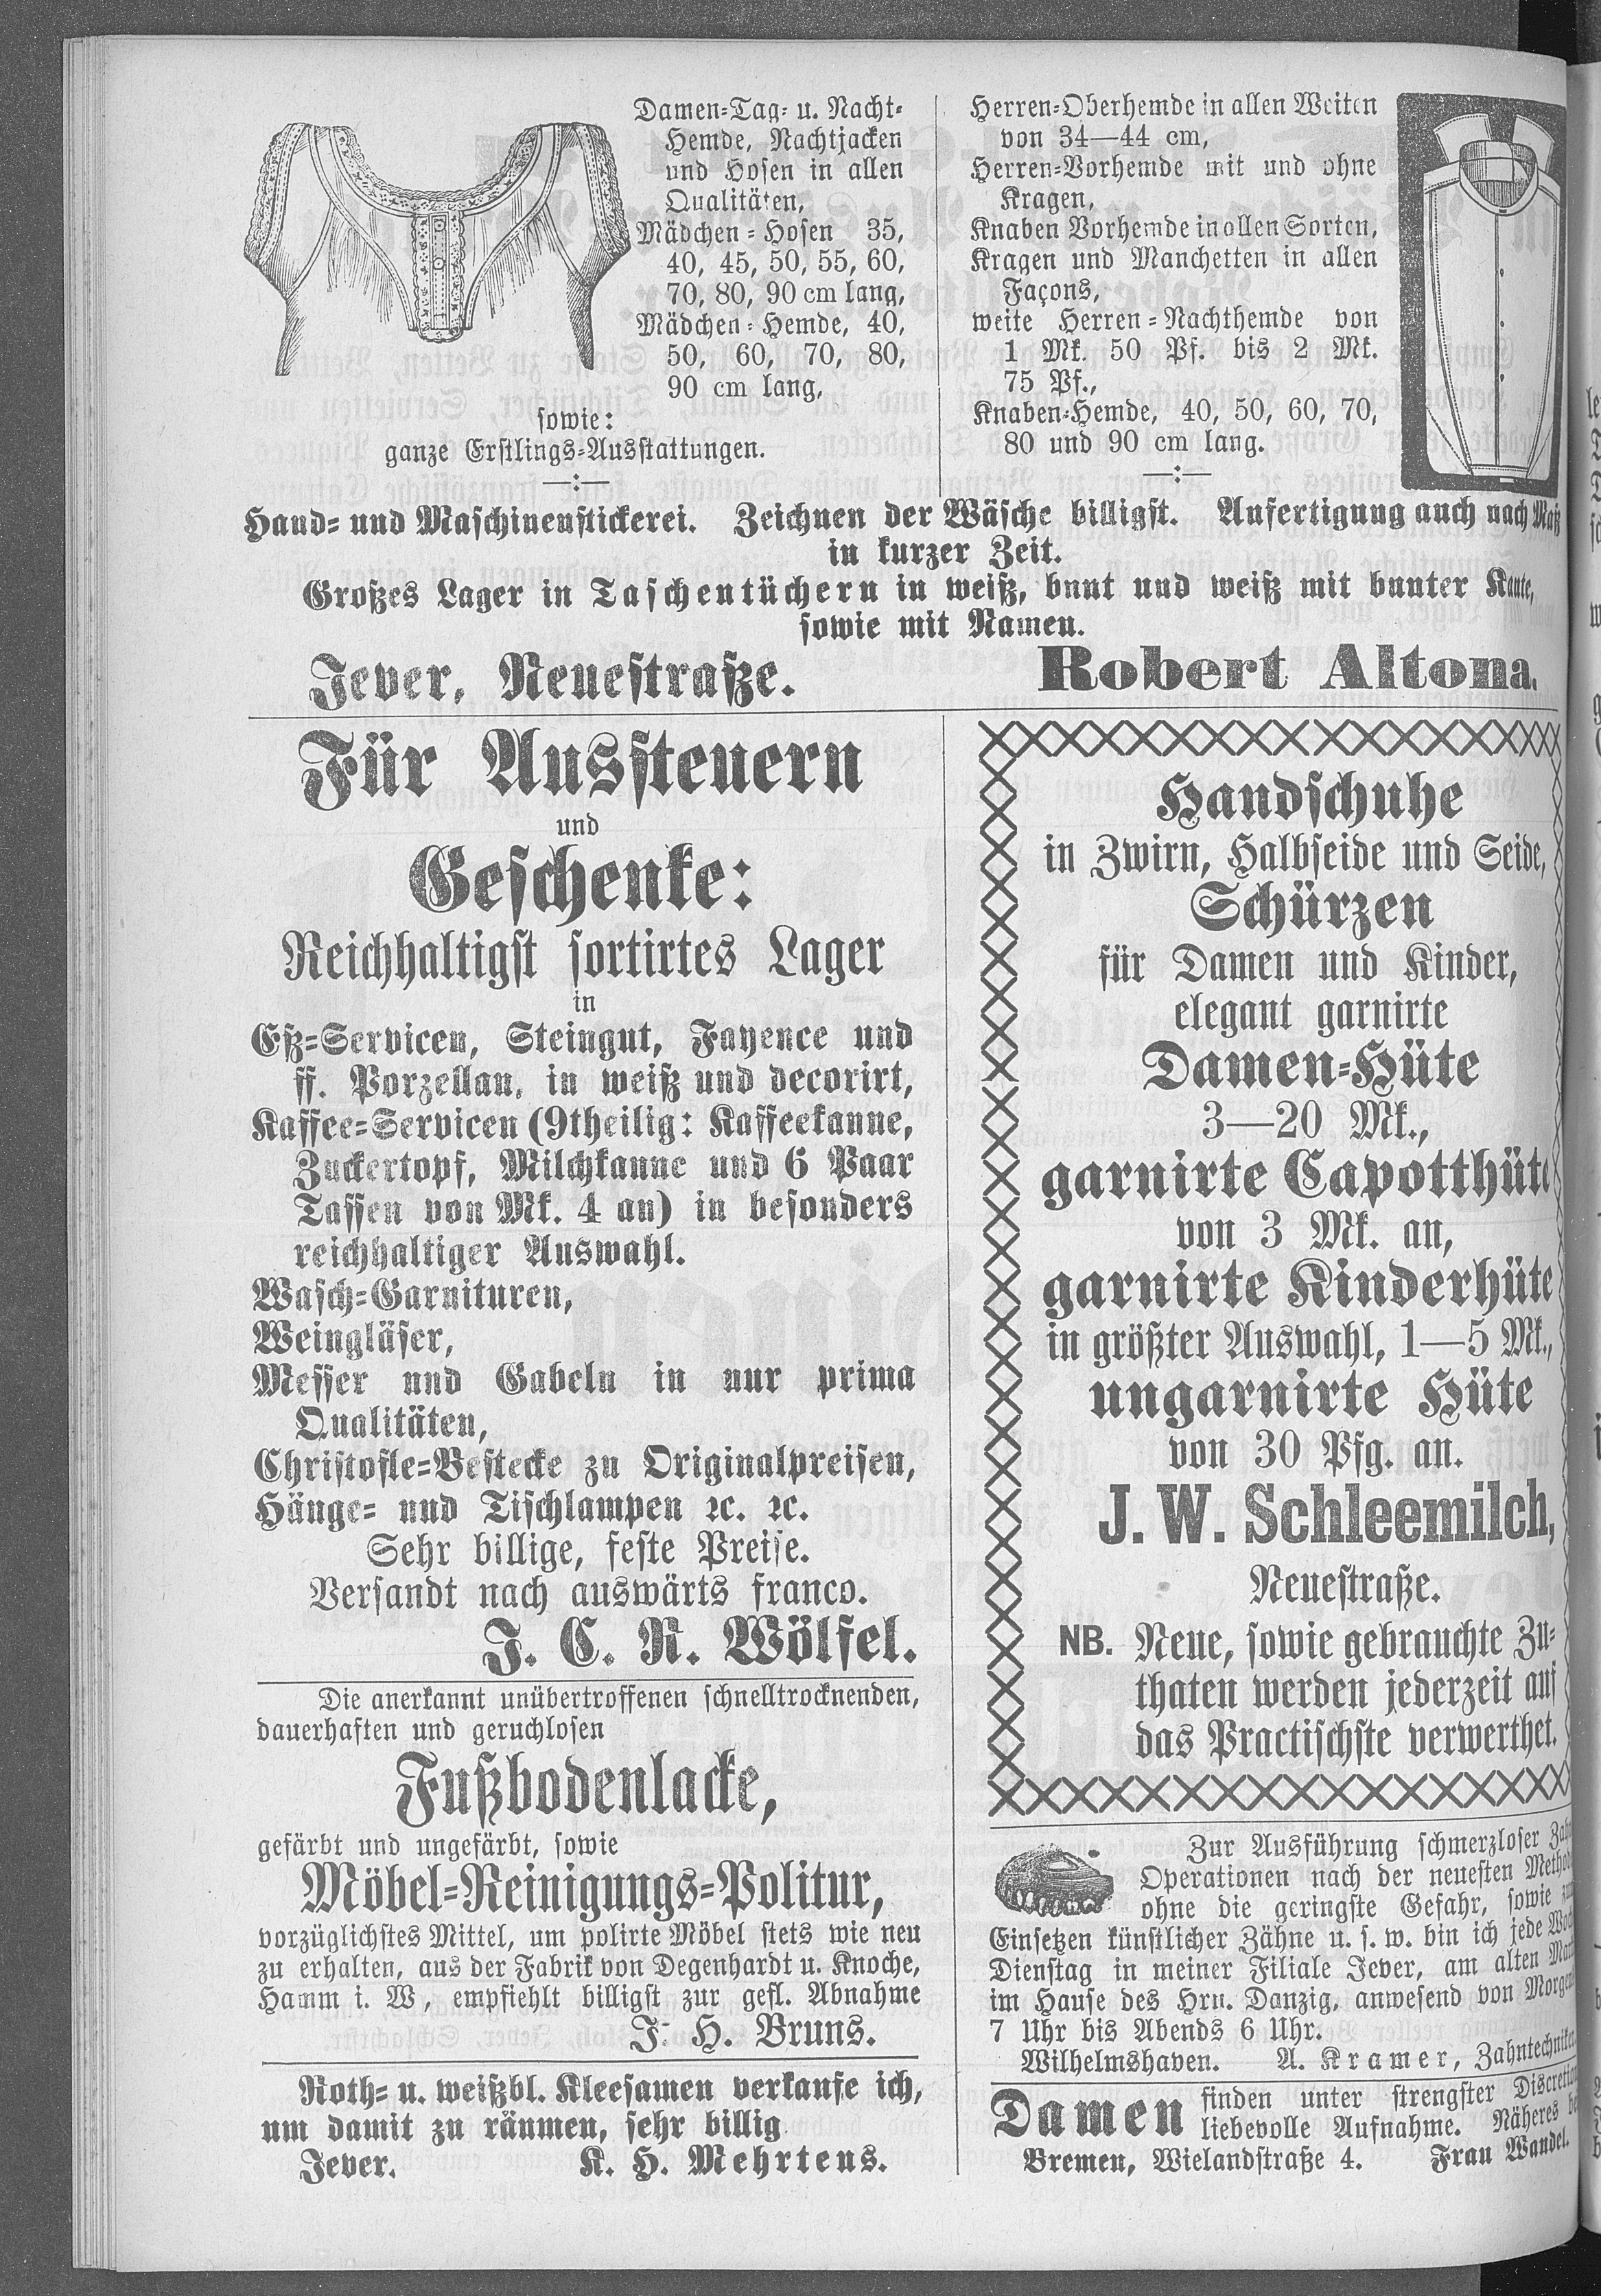 Damen-Tag- u. Nacht-
Hemde, Nachtjacken
und Hosen in allen
Qualitäten,
Mädchen-Hosen 35,
40, 45, 50, 55, 60,
70, 80, 90 cm lang,
Mädchen-Hemde, 40,
50, 60, 70, 80,
90 cm lang,
sowie:
ganze Erstlings-Ausstattungen.
Herren-Oberhemde in allen Weiten
von 34—44 cm,
Herren-Vorhemde mit und ohne
Kragen,
Knaben Vorhemde in allen Sorten,
Kragen und Manchetten in allen
Façons,
weite Herren-Nachthemde von
1 Mk. 50 Pf. bis 2 Mk.
75 Pf.,
Knaben-Hemde, 40, 50, 60, 70,
80 und 90 cm lang.
Hand- und Maschinenstickerei. Zeichnen der Wäsche billigst. Anfertigung auch nach Maß
in kurzer Zeit.
Großes Lager in Taschentüchern in weiß, bunt und weiß mit bunter Kante,
sowie mit Namen.
Jever, Neuestraße. Robert Altona.
Für Aussteuern
und
Geschenke:
Reichhaltigst sortirtes Lager
in
Eß-Servicen, Steingut, Fayence und
ff. Porzellan, in weiß und decorirt,
Kaffee-Servicen (9theilig: Kaffeekanne,
Zuckertopf, Milchkanne und 6 Paar
Tassen von Mk. 4 an) in besonders
reichhaltiger Auswahl.
Wasch-Garnituren,
Weingläser,
Messer und Gabeln in nur prima
Qualitäten,
Christofle-Bestecke zu Originalpreisen,
Hänge- und Tischlampen ꝛc. ꝛc.
Sehr billige, feste Preise.
Versandt nach auswärts franco.
J. C. R. Wölfel.
Die anerkannt unübertroffenen schnelltrocknenden,
dauerhaften und geruchlosen
Fußbodenlacke,
gefärbt und ungefärbt, sowie
Möbel-Reinigungs-Politur,
vorzüglichstes Mittel, um polirte Möbel stets wie neu
zu erhalten, aus der Fabrik von Degenhardt u. Knoche,
Hamm i. W, empfiehlt billigst zur gefl. Abnahme
J. H. Bruns.
Roth- u. weißbl. Kleesamen verkaufe ich,
um damit zu räumen, sehr billig
Jever. K. H. Mehrtens.
Handschuhe
in Zwirn, Halbseide und Seide,
Schürzen
für Damen und Kinder,
elegant garnirte
Damen-Hüte
3—20 Mk.,
garnirte Capotthüte
von 3 Mk. an,
garnirte Kinderhüte
in größter Auswahl, 1—5 Mk.,
ungarnirte Hüte
von 30 Pfg. an.
J. W. Schleemilch,
Neuestraße.
NB. Neue, sowie gebrauchte Zu-
thaten werden jederzeit auf
das Practischste verwerthet.
Zur Ausführung schmerzloser
Operationen nach der neuesten
ohne die geringste Gefahr, sowie
Einsetzen künstlicher Zähne u. s. w. bin ich jede
Dienstag in meiner Filiale Jever, am alten
im Hause des Hrn. Danzig, anwesend von
7 Uhr bis Abends 6 Uhr.
Wilhelmshaven. A. Kramer, Zahntechniker.
Damen finden unter strengster
liebevolle Aufnahme. Näheres
Bremen, Wielandstraße 4. Frau Wandel.